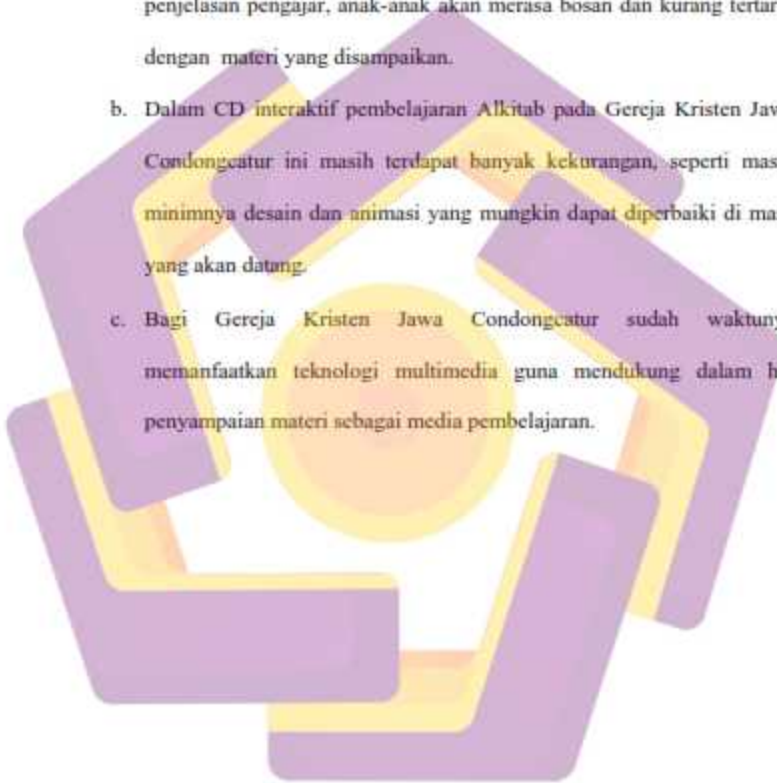 penjelasan pengajar, anak-anak akan merasa bosan dan kurang tertar
dengan materi yang disampaikan.
b. Dalam CD interaktif pembelajaran Alkitab pada Gereja Kristen Jaw
Condongcatur ini masih terdapat banyak kekurangan, seperti mas
minimnya desain dan animasi yang mungkin dapat diperbaiki di ma
yang akan datang.
c. Bagi Gereja Kristen Jawa Condongcatur sudah waktuny
memanfaatkan teknologi multimedia guna mendukung dalam h
penyampaian materi sebagai media pembelajaran.